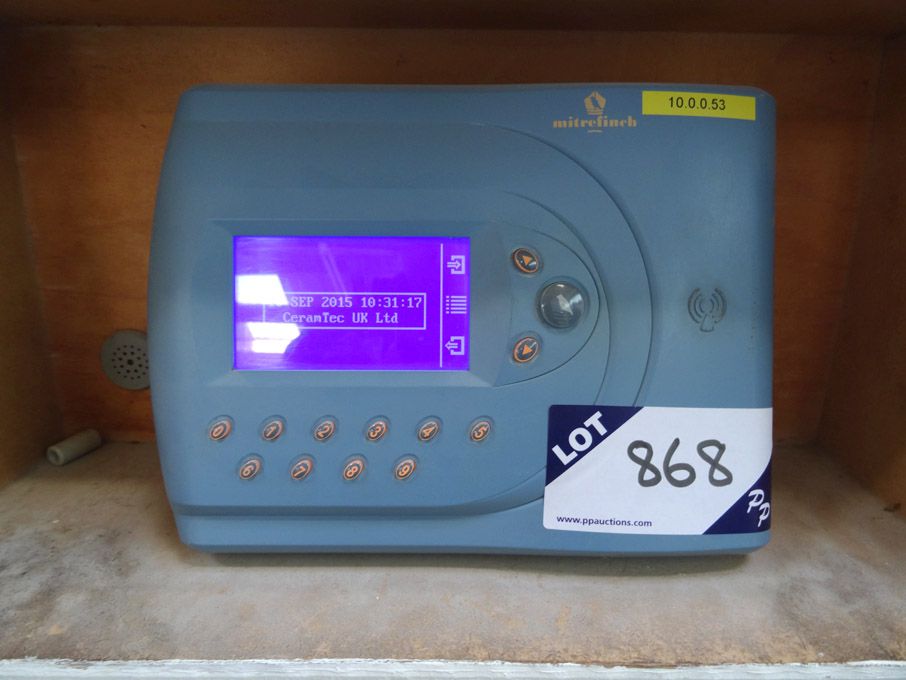 mitrefinch
10.0.0.53
SEP 2015 10:31:17
CeramTec UK Ltd
0 1 2 3 4 5
6 7 8 9
LOT
868
www.ppauctions.com
PP